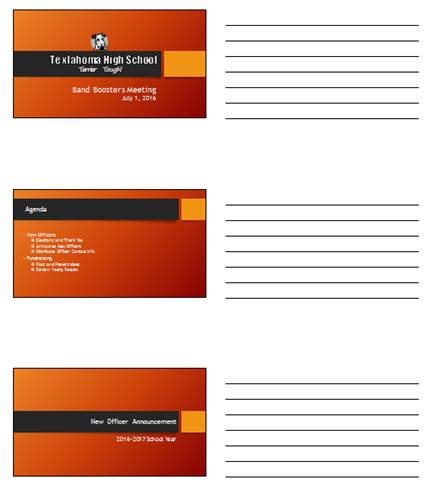 Texlahoma High School
Terrier Tough!
Band Boosters Meeting
July 1, 2016
Agenda
– New Officers
Elections and Thank You
Announce New Officers
Distribute Officer Contact Info
– Fundraising
Past and Present Ideas
Review Yearly Results
New Officer Announcement
2016-2017 School Year